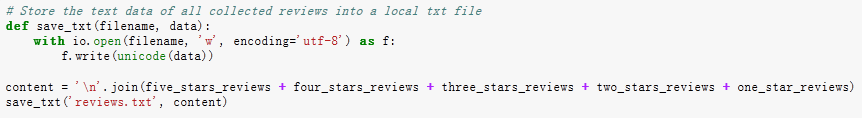 # Store the text data of all collected reviews into a local txt file
def save_txt(filename, data):
    with io.open(filename, 'w', encoding='utf-8') as f:
        f.write(unicode(data))

content = '\n'.join(five_stars_reviews + four_stars_reviews + three_stars_reviews + two_stars_reviews + one_star_reviews)
save_txt('reviews.txt', content)